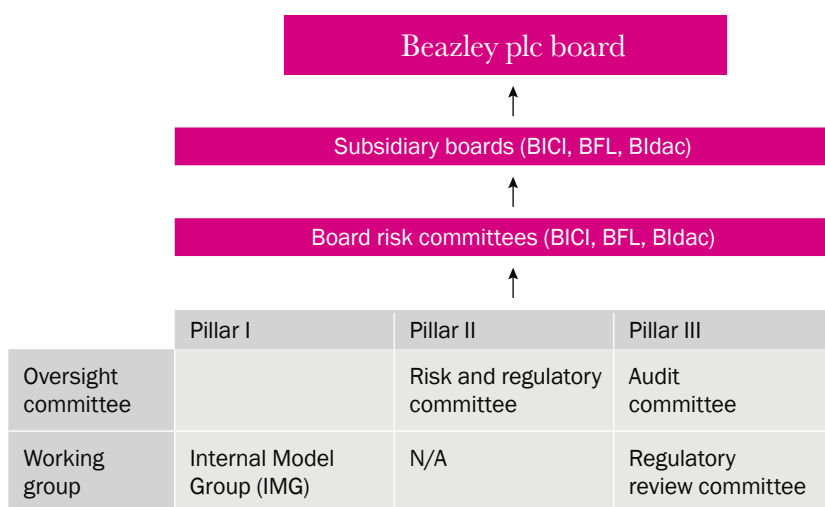 Beazley plc board
Subsidiary boards (BICI, BFL, BIdac)
Board risk committees (BICI, BFL, BIdac)
Pillar I Pillar II Pillar III
Oversight Risk and regulatory Audit
committee committee committee
Working Internal Model N/A Regulatory
group Group (IMG) review committee